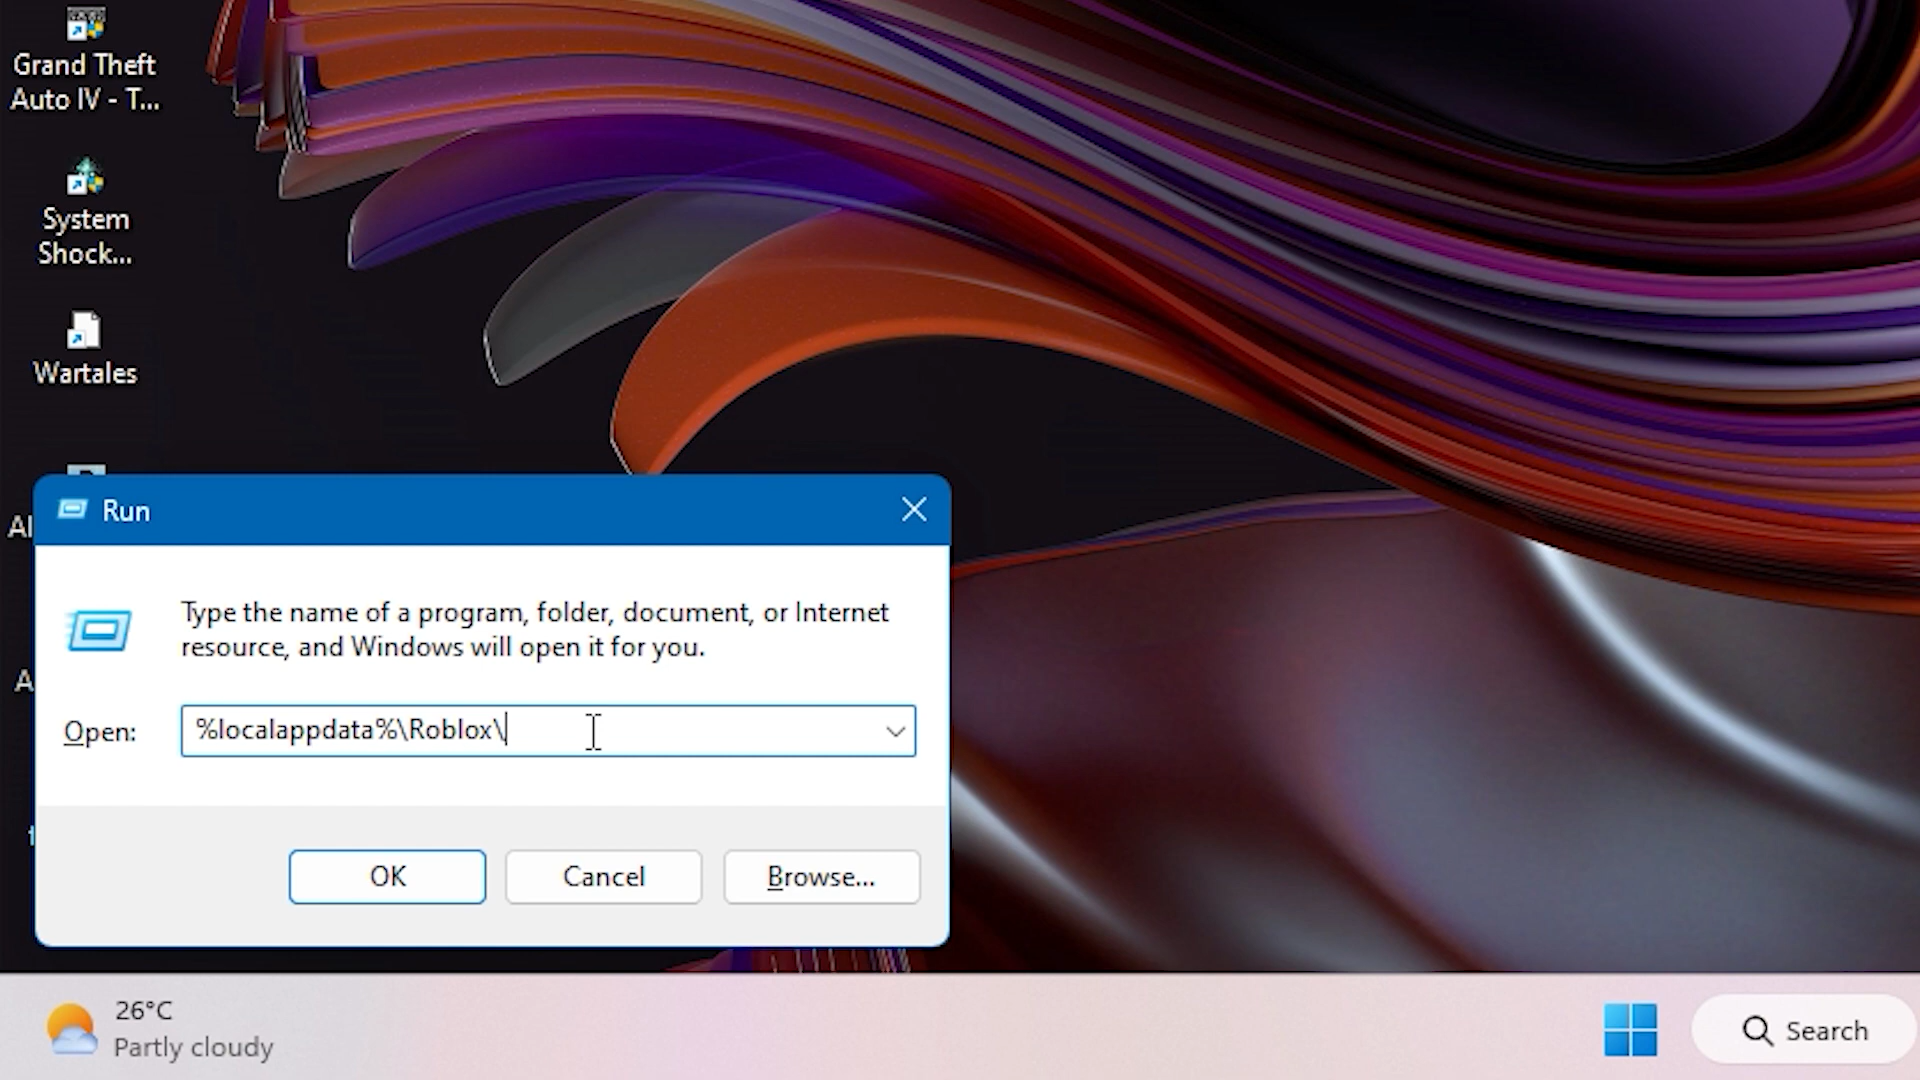 Grand Theft
Auto IV - T...
System
Shock...
Wartales
Al
A
Run
Type the name of a program, folder, document, or Internet
resource, and Windows will open it for you.
Open:
%localappdata%\Roblox\
OK
Cancel
Browse...
26°C
Partly cloudy
Search